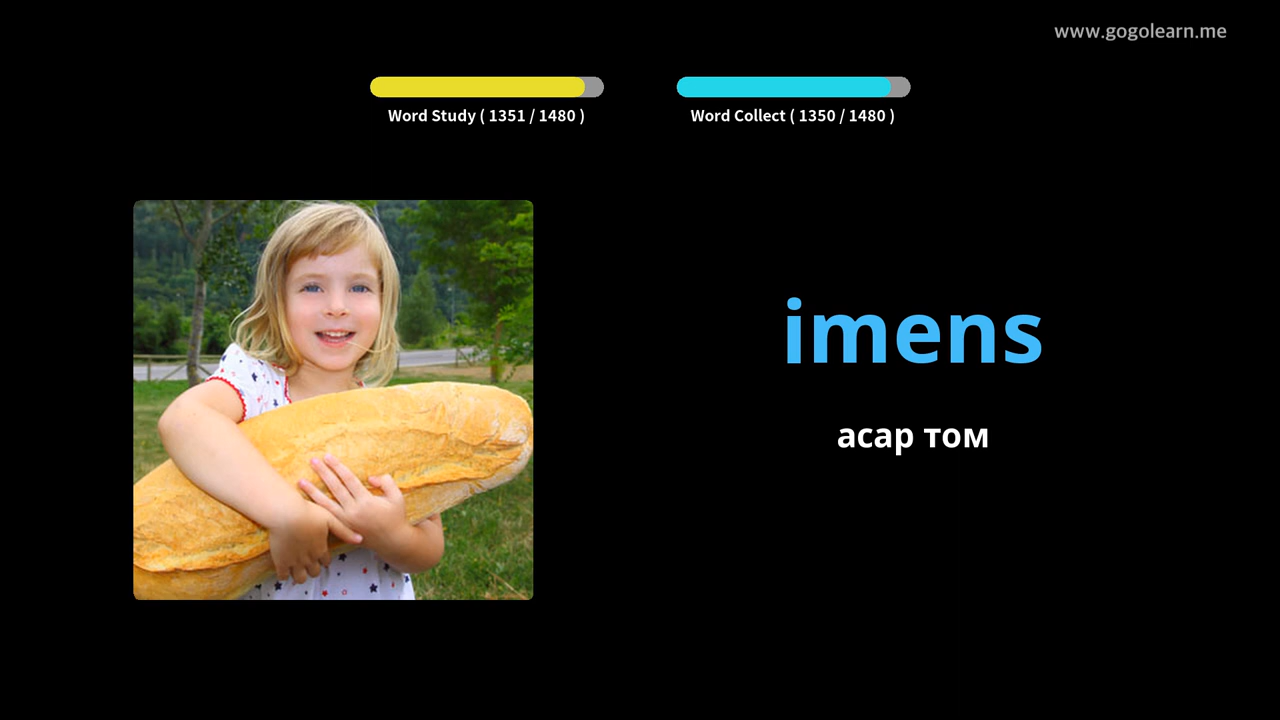 www.gogolearn.me
Word Study ( 1351 / 1480 )
Word Collect ( 1350 / 1480 )
imens
асар том